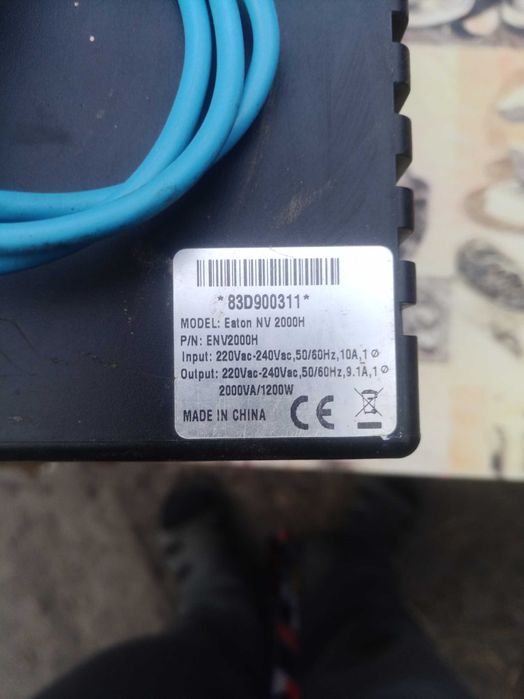 *83D900311*
MODEL: Eaton NV 2000H
P/N: ENV2000H
Input: 220Vac-240Vac,50/60Hz,10A,1 Ø
Output: 220Vac-240Vac,50/60Hz,9.1A,1 Ø
2000VA/1200W
MADE IN CHINA CE